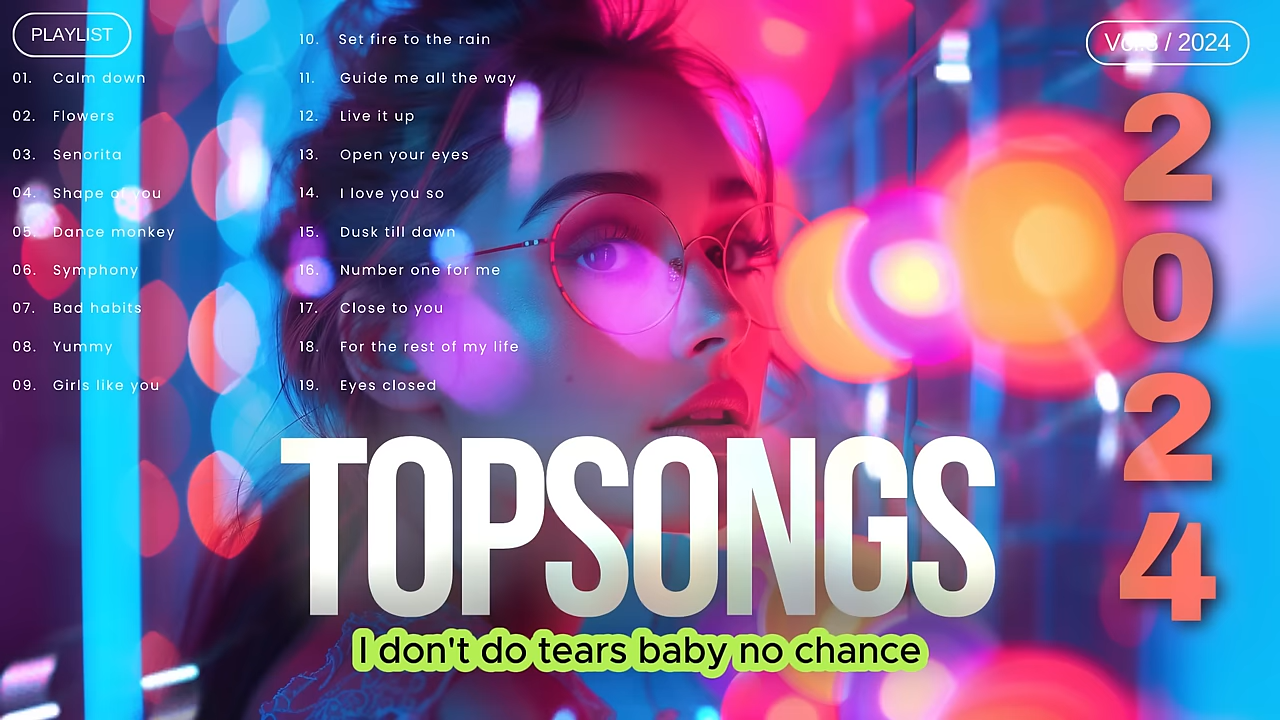 PLAYLIST
01. Calm down
02. Flowers
03. Senorita
04. Shape of you
05. Dance monkey
06. Symphony
07. Bad habits
08. Yummy
09. Girls like you
10. Set fire to the rain
11. Guide me all the way
12. Live it up
13. Open your eyes
14. I love you so
15. Dusk till dawn
16. Number one for me
17. Close to you
18. For the rest of my life
19. Eyes closed
Vol.3 / 2024
2024
TOPSONGS
I don't do tears baby no chance